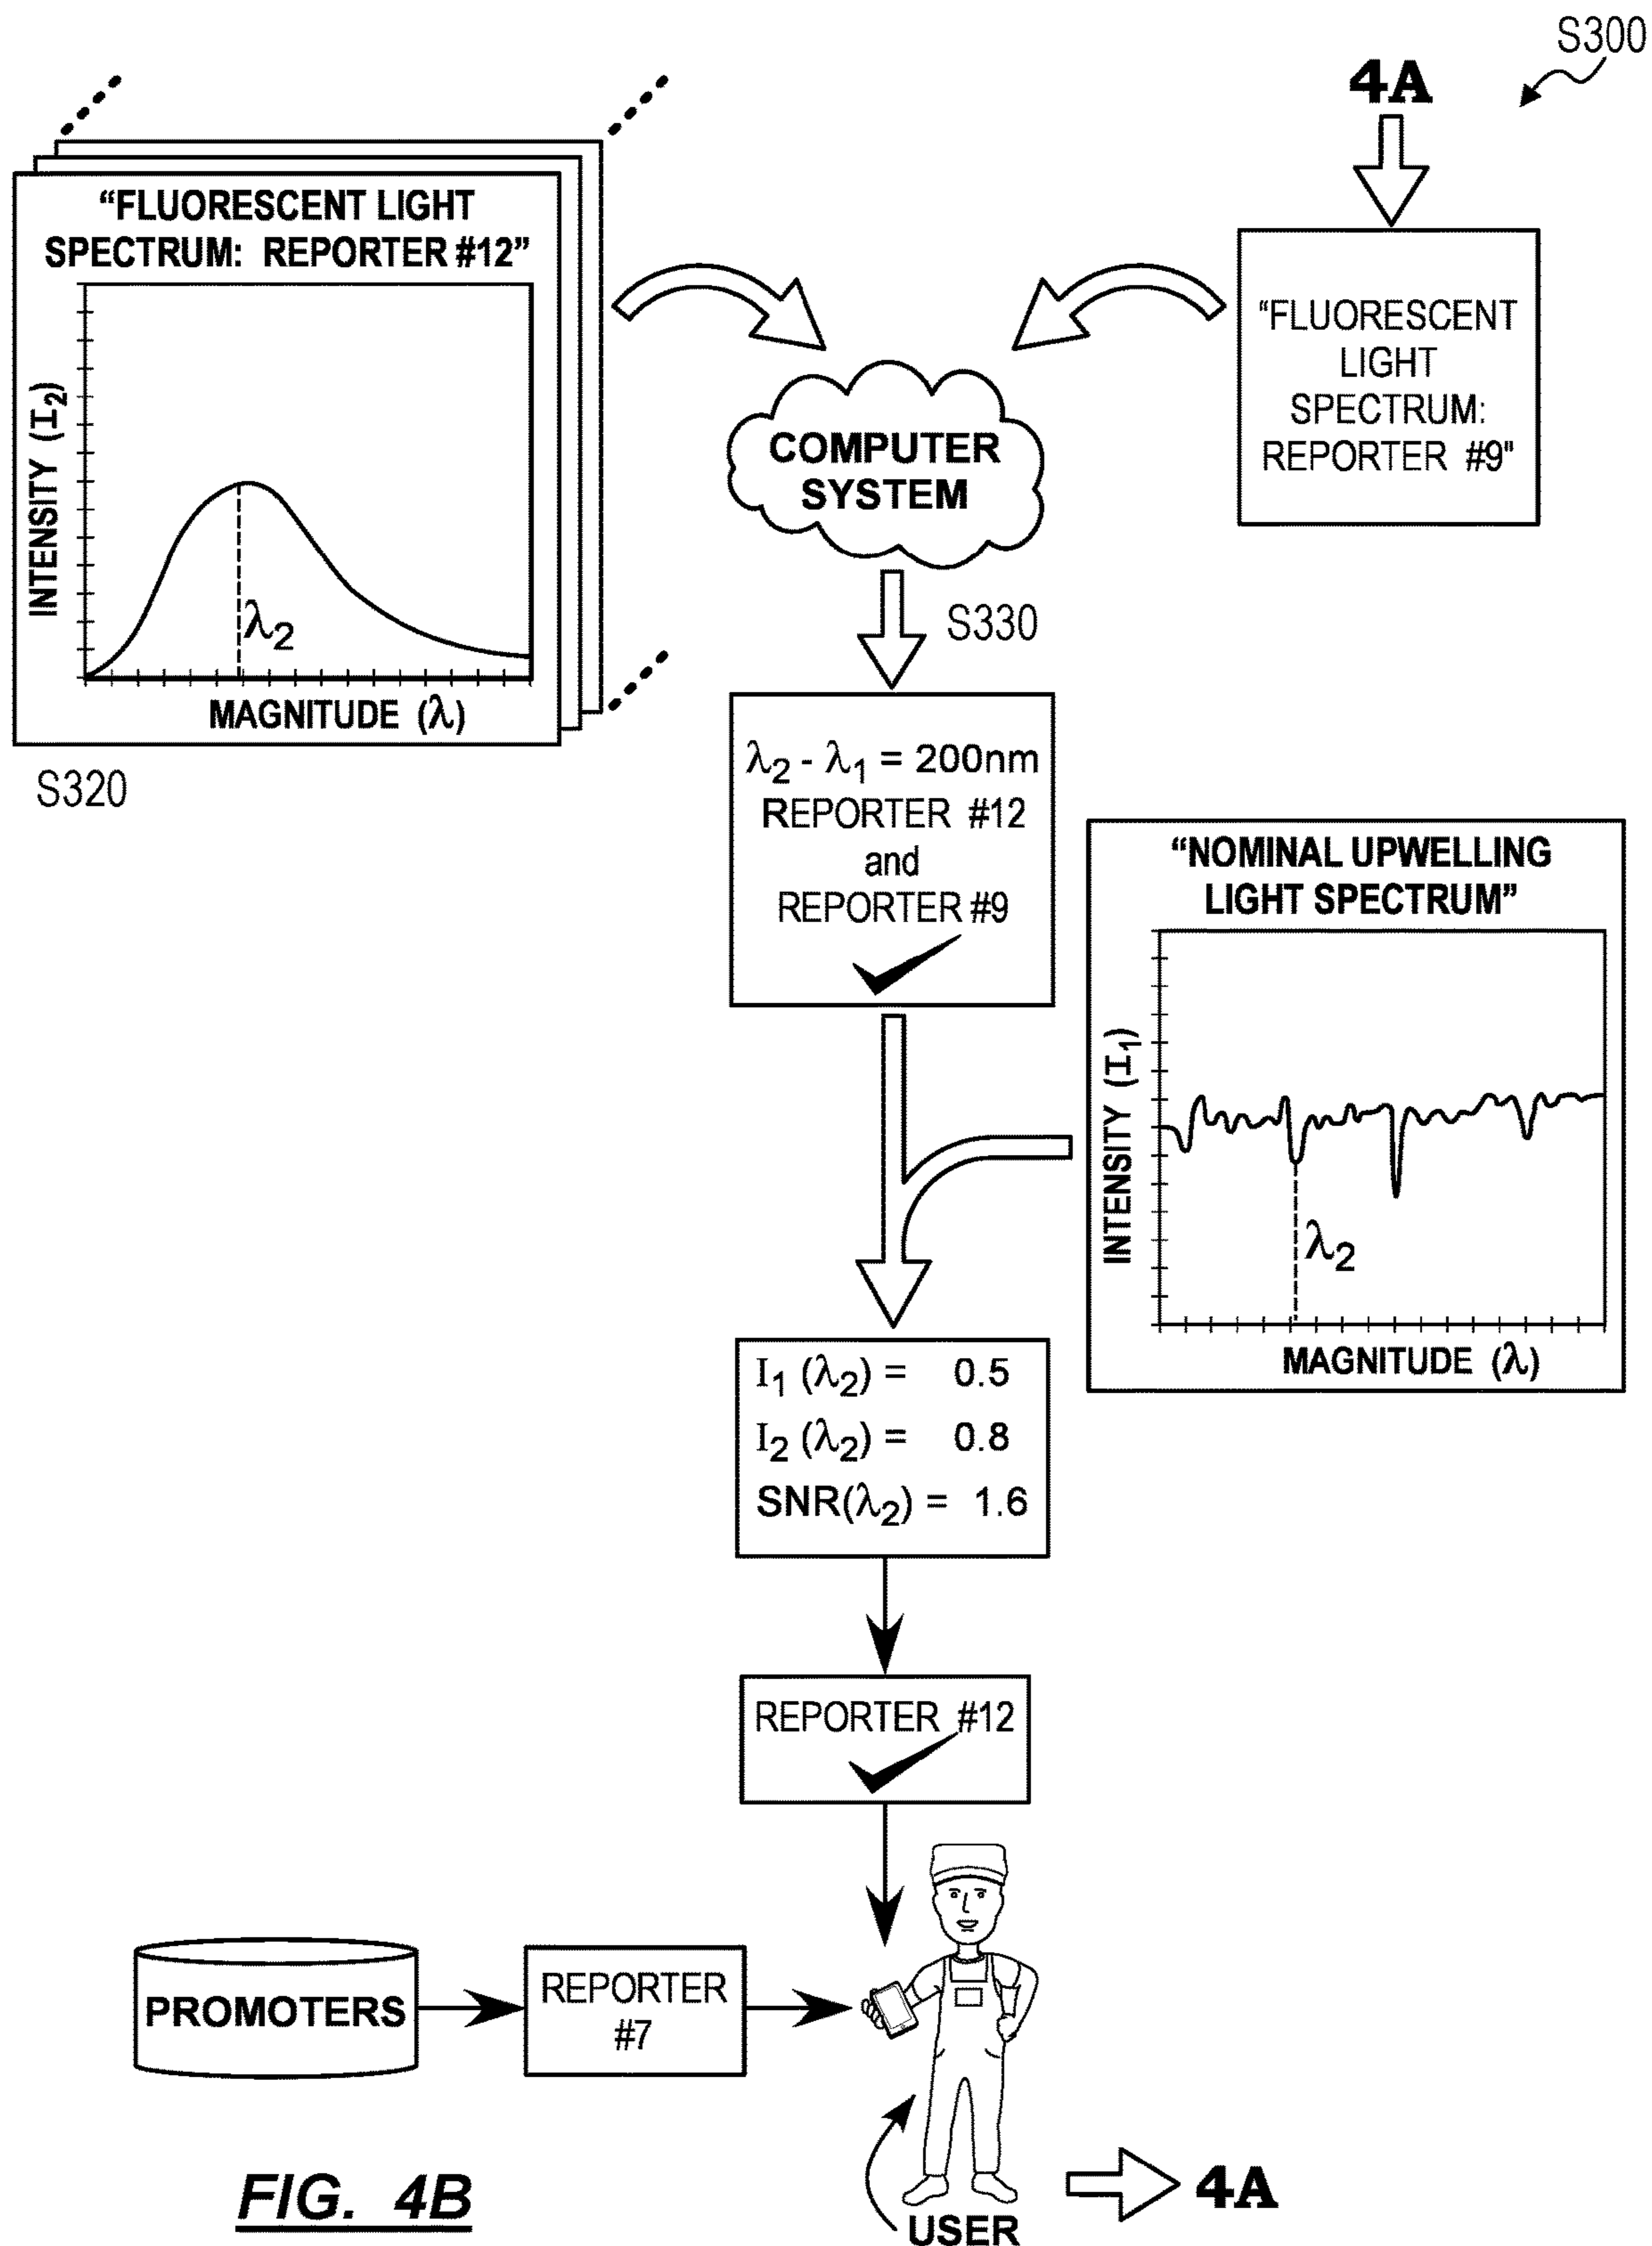 S300
4A
“FLUORESCENT LIGHT
SPECTRUM: REPORTER #12”
INTENSITY (I₂)
λ₂
MAGNITUDE (λ)
S320
"FLUORESCENT
LIGHT
SPECTRUM:
REPORTER #9"
COMPUTER
SYSTEM
S330
λ₂ - λ₁ = 200nm
REPORTER #12
and
REPORTER #9
“NOMINAL UPWELLING
LIGHT SPECTRUM”
INTENSITY (I₁)
λ₂
MAGNITUDE (λ)
I₁ (λ₂) = 0.5
I₂ (λ₂) = 0.8
SNR(λ₂) = 1.6
REPORTER #12
PROMOTERS
REPORTER
#7
USER
4A
FIG. 4B